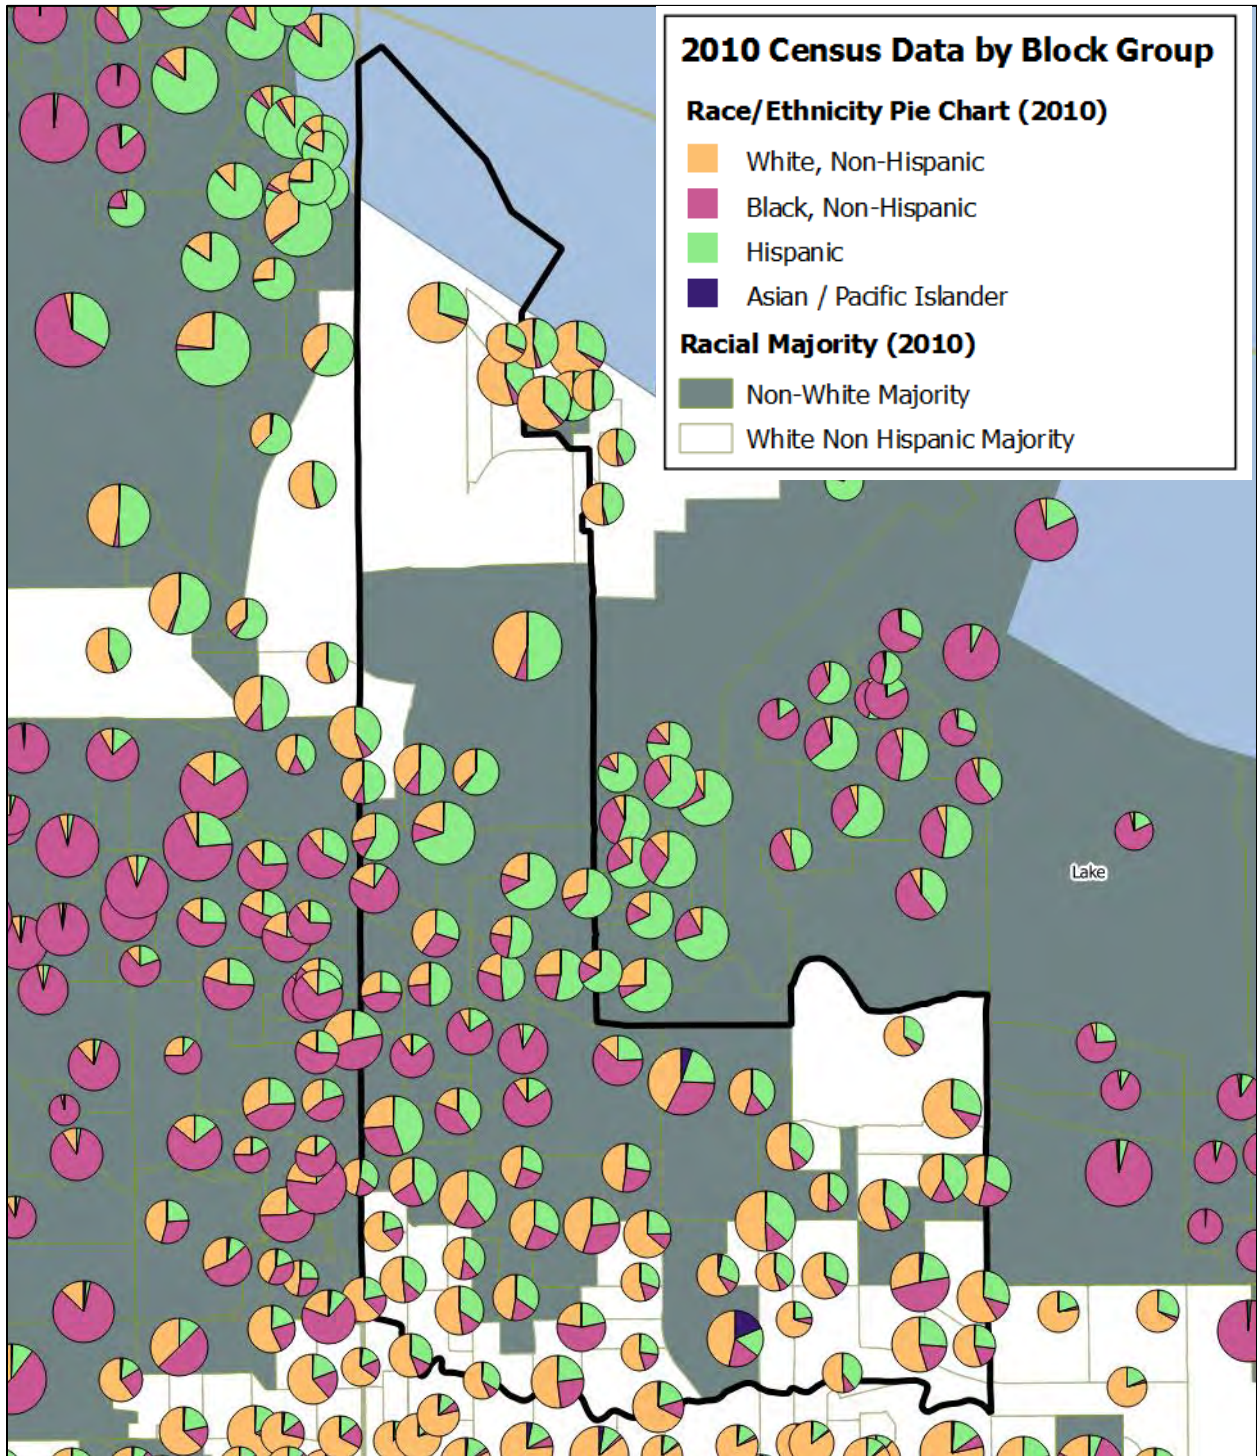 2010 Census Data by Block Group
Race/Ethnicity Pie Chart (2010)
White, Non-Hispanic
Black, Non-Hispanic
Hispanic
Asian / Pacific Islander
Racial Majority (2010)
Non-White Majority
White Non Hispanic Majority
Lake